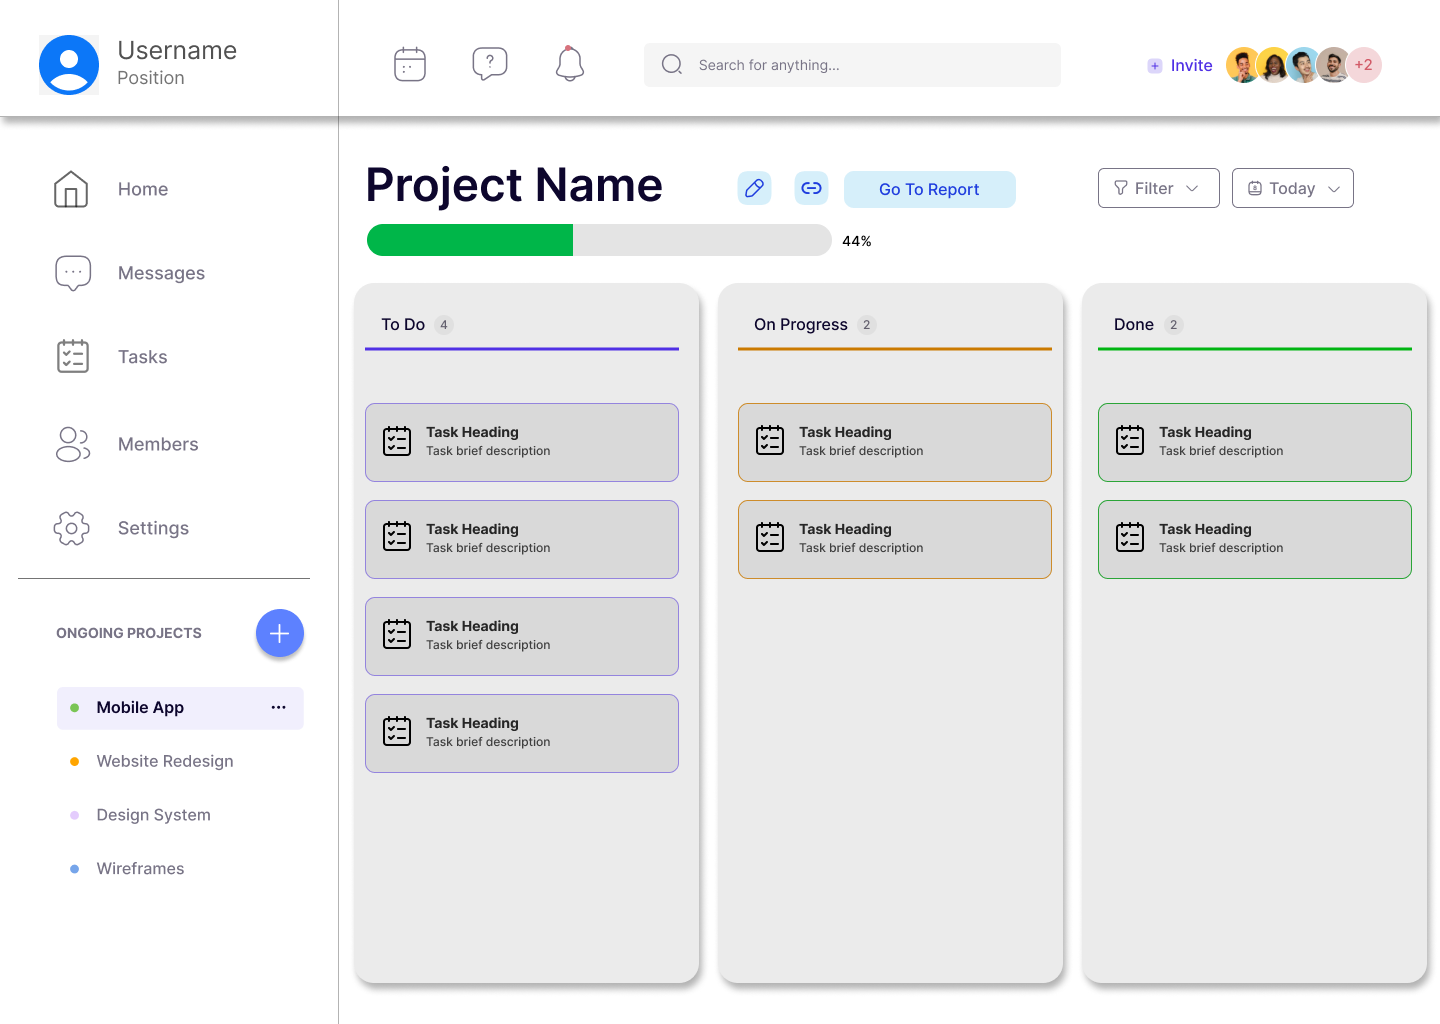 Username
Position
Search for anything...
Invite
+2
Home
Messages
Tasks
Members
Settings
ONGOING PROJECTS
Mobile App
Website Redesign
Design System
Wireframes
Project Name
Go To Report
Filter
Today
44%
To Do 4
Task Heading
Task brief description
Task Heading
Task brief description
Task Heading
Task brief description
Task Heading
Task brief description
On Progress 2
Task Heading
Task brief description
Task Heading
Task brief description
Done 2
Task Heading
Task brief description
Task Heading
Task brief description